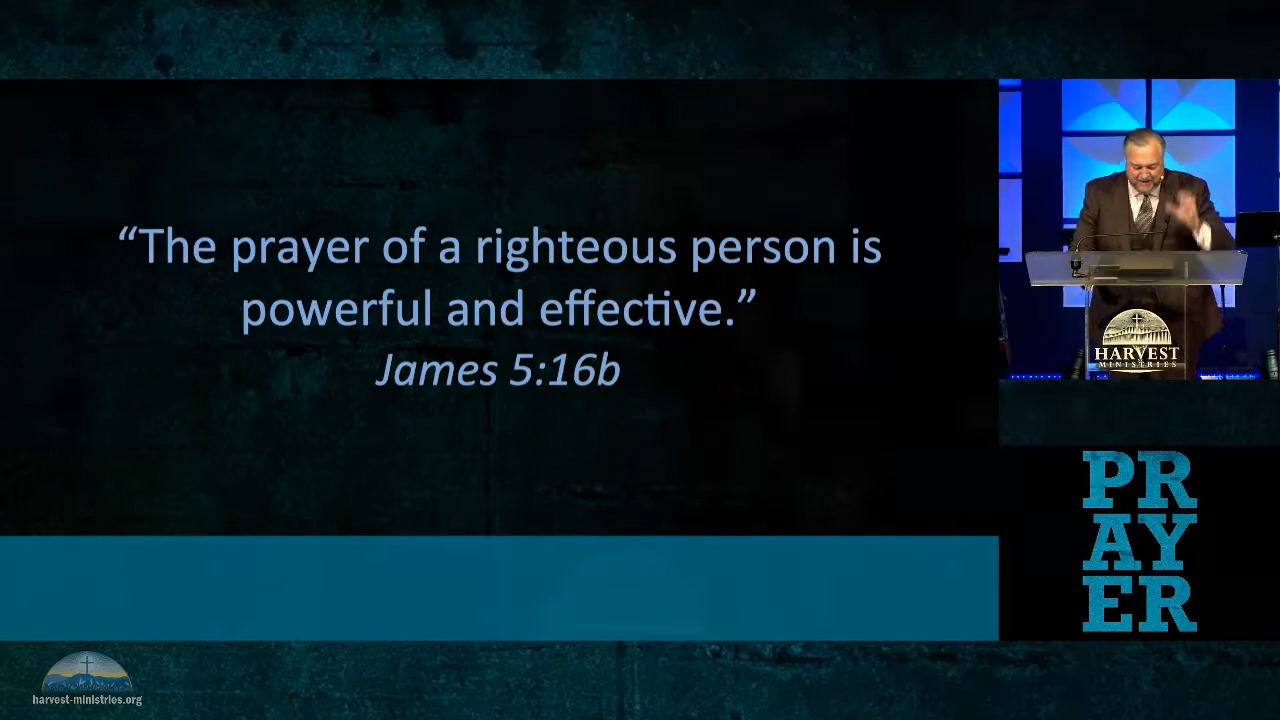 “The prayer of a righteous person is
powerful and effective.”
James 5:16b
HARVEST
MINISTRIES
PR
AY
ER
harvest-ministries.org